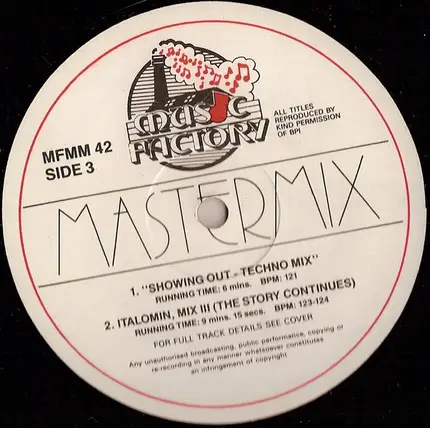 MUSIC
FACTORY
MFMM 42
SIDE 3
ALL TITLES
REPRODUCED BY
KIND PERMISSION
OF BPI
MASTERMIX
1. "SHOWING OUT - TECHNO MIX"
RUNNING TIME: 6 mins. BPM: 121
2. ITALOMIN, MIX III (THE STORY CONTINUES)
RUNNING TIME: 9 mins. 15 secs. BPM: 123-124
FOR FULL TRACK DETAILS SEE COVER
Any unauthorised broadcasting, public performance, copying or
re-recording in any manner whatsoever constitutes
an infringement of copyright